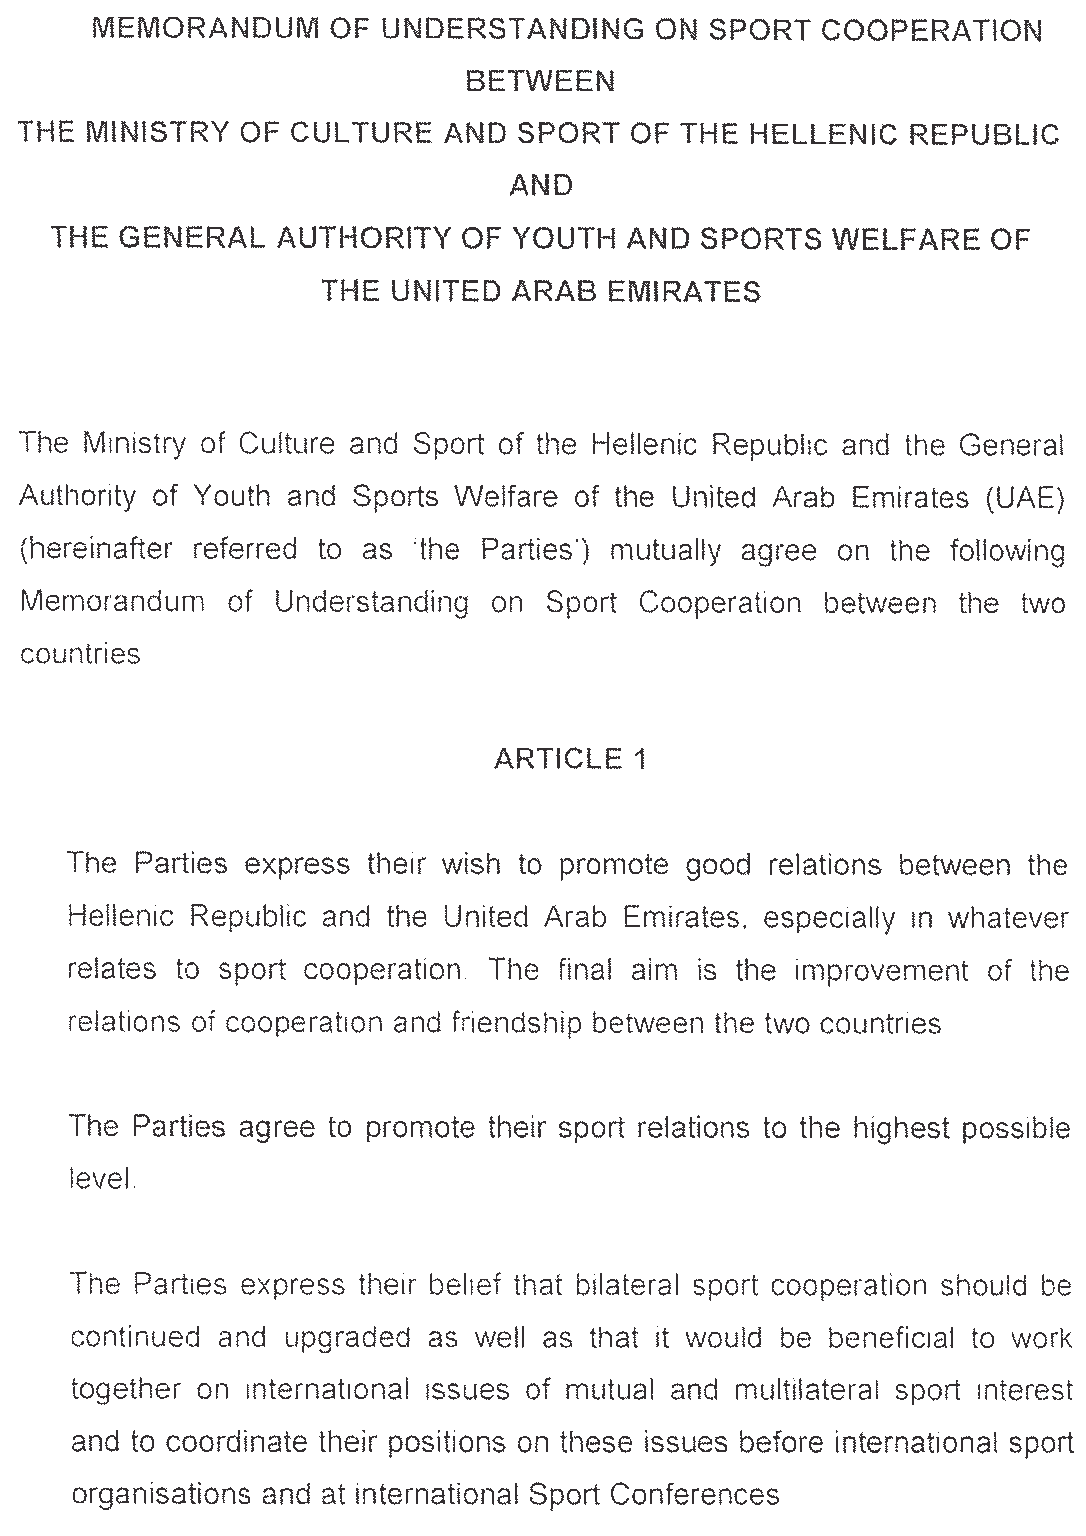 MEMORANDUM OF UNDERSTANDING ON SPORT COOPERATION
BETWEEN
THE MINISTRY OF CULTURE AND SPORT OF THE HELLENIC REPUBLIC
AND
THE GENERAL AUTHORITY OF YOUTH AND SPORTS WELFARE OF
THE UNITED ARAB EMIRATES
The Ministry of Culture and Sport of the Hellenic Republic and the General
Authority of Youth and Sports Welfare of the United Arab Emirates (UAE)
(hereinafter referred to as 'the Parties') mutually agree on the following
Memorandum of Understanding on Sport Cooperation between the two
countries
ARTICLE 1
The Parties express their wish to promote good relations between the
Hellenic Republic and the United Arab Emirates, especially in whatever
relates to sport cooperation. The final aim is the improvement of the
relations of cooperation and friendship between the two countries
The Parties agree to promote their sport relations to the highest possible
level.
The Parties express their belief that bilateral sport cooperation should be
continued and upgraded as well as that it would be beneficial to work
together on international issues of mutual and multilateral sport interest
and to coordinate their positions on these issues before international sport
organisations and at international Sport Conferences